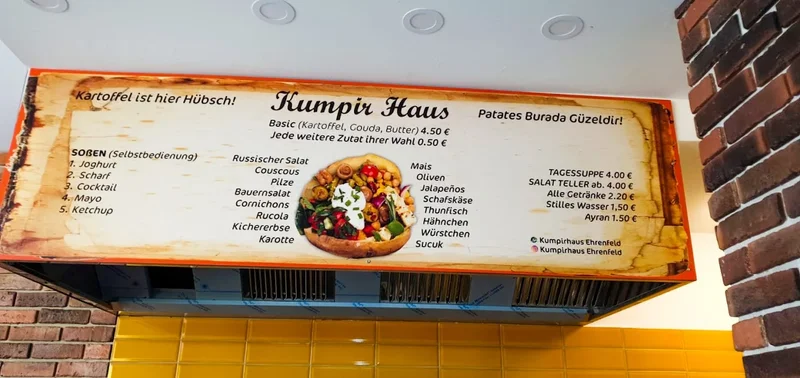 Kartoffel ist hier Hübsch!
Kumpir Haus
Patates Burada Güzeldir!
Basic (Kartoffel, Gouda, Butter) 4.50 €
Jede weitere Zutat ihrer Wahl 0.50 €
SOßEN (Selbstbedienung)
1. Joghurt
2. Scharf
3. Cocktail
4. Mayo
5. Ketchup
Russischer Salat
Couscous
Pilze
Bauernsalat
Cornichons
Rucola
Kichererbse
Karotte
Mais
Oliven
Jalapeños
Schafskäse
Thunfisch
Hähnchen
Würstchen
Sucuk
TAGESSUPPE 4.00 €
SALAT TELLER ab. 4.00 €
Alle Getränke 2.20 €
Stilles Wasser 1,50 €
Ayran 1.50 €
Kumpirhaus Ehrenfeld
Kumpirhaus Ehrenfeld